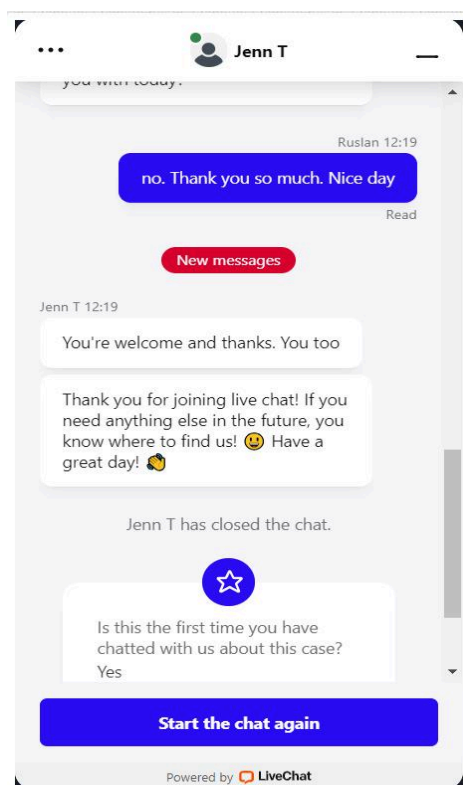 Jenn T
you with today?
Ruslan 12:19
no. Thank you so much. Nice day
Read
New messages
Jenn T 12:19
You're welcome and thanks. You too
Thank you for joining live chat! If you
need anything else in the future, you
know where to find us! 😃 Have a
great day! 👏
Jenn T has closed the chat.
Is this the first time you have
chatted with us about this case?
Yes
Start the chat again
Powered by LiveChat